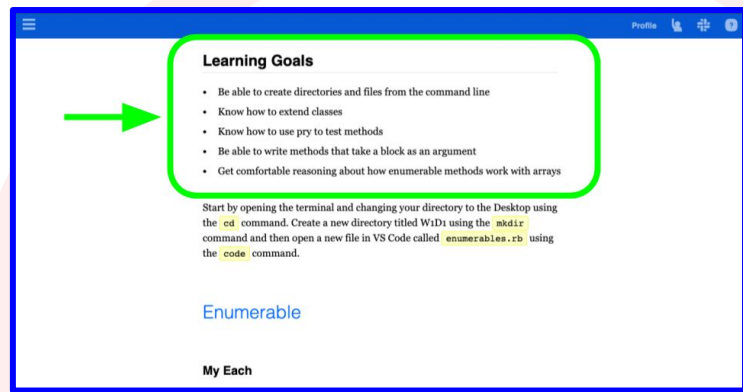 Profile
Learning Goals
• Be able to create directories and files from the command line
• Know how to extend classes
• Know how to use pry to test methods
• Be able to write methods that take a block as an argument
• Get comfortable reasoning about how enumerable methods work with arrays
Start by opening the terminal and changing your directory to the Desktop using
the cd command. Create a new directory titled W1D1 using the mkdir
command and then open a new file in VS Code called enumerables.rb using
the code command.
Enumerable
My Each